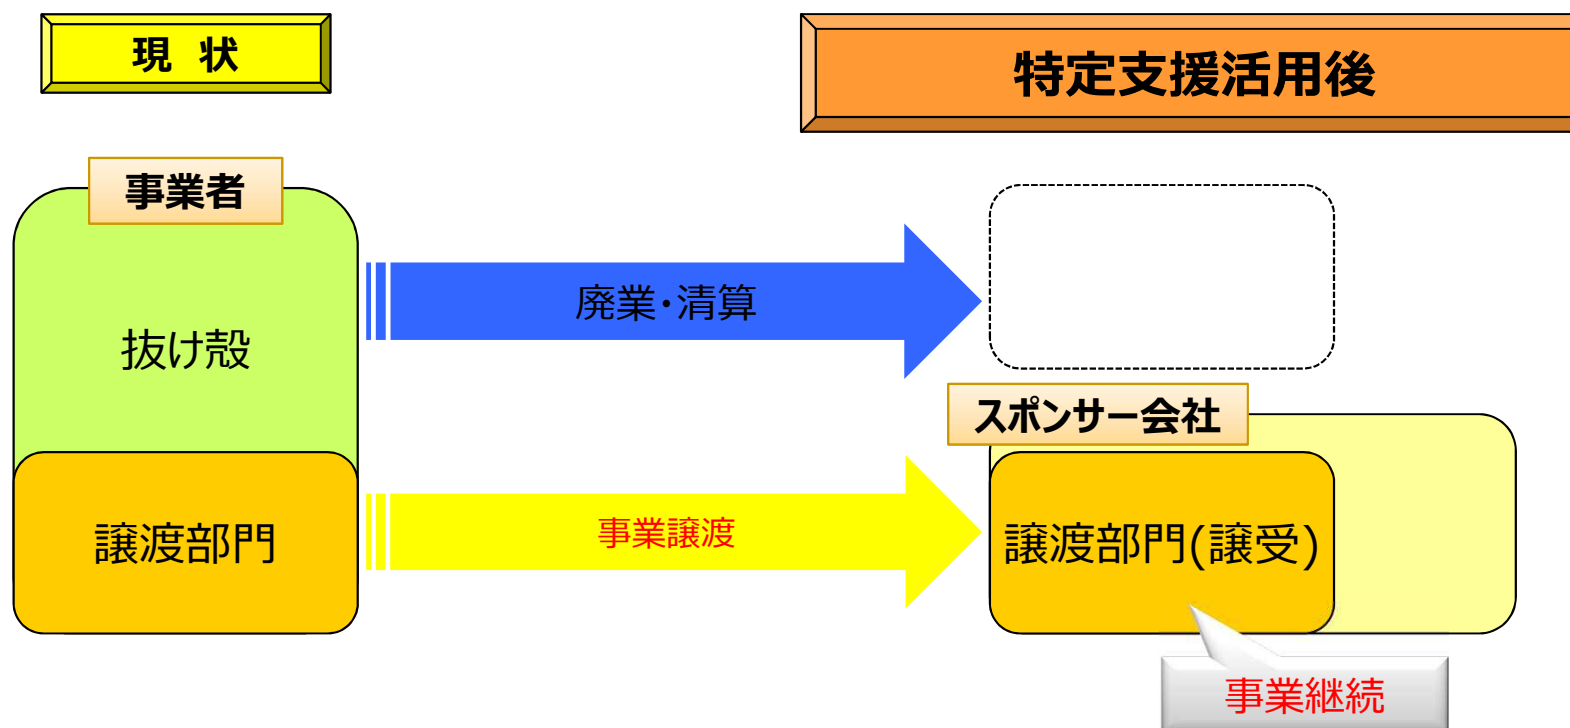 現 状
特定支援活用後
事業者
抜け殻
廃業・清算
スポンサー会社
譲渡部門
事業譲渡
譲渡部門(譲受)
事業継続